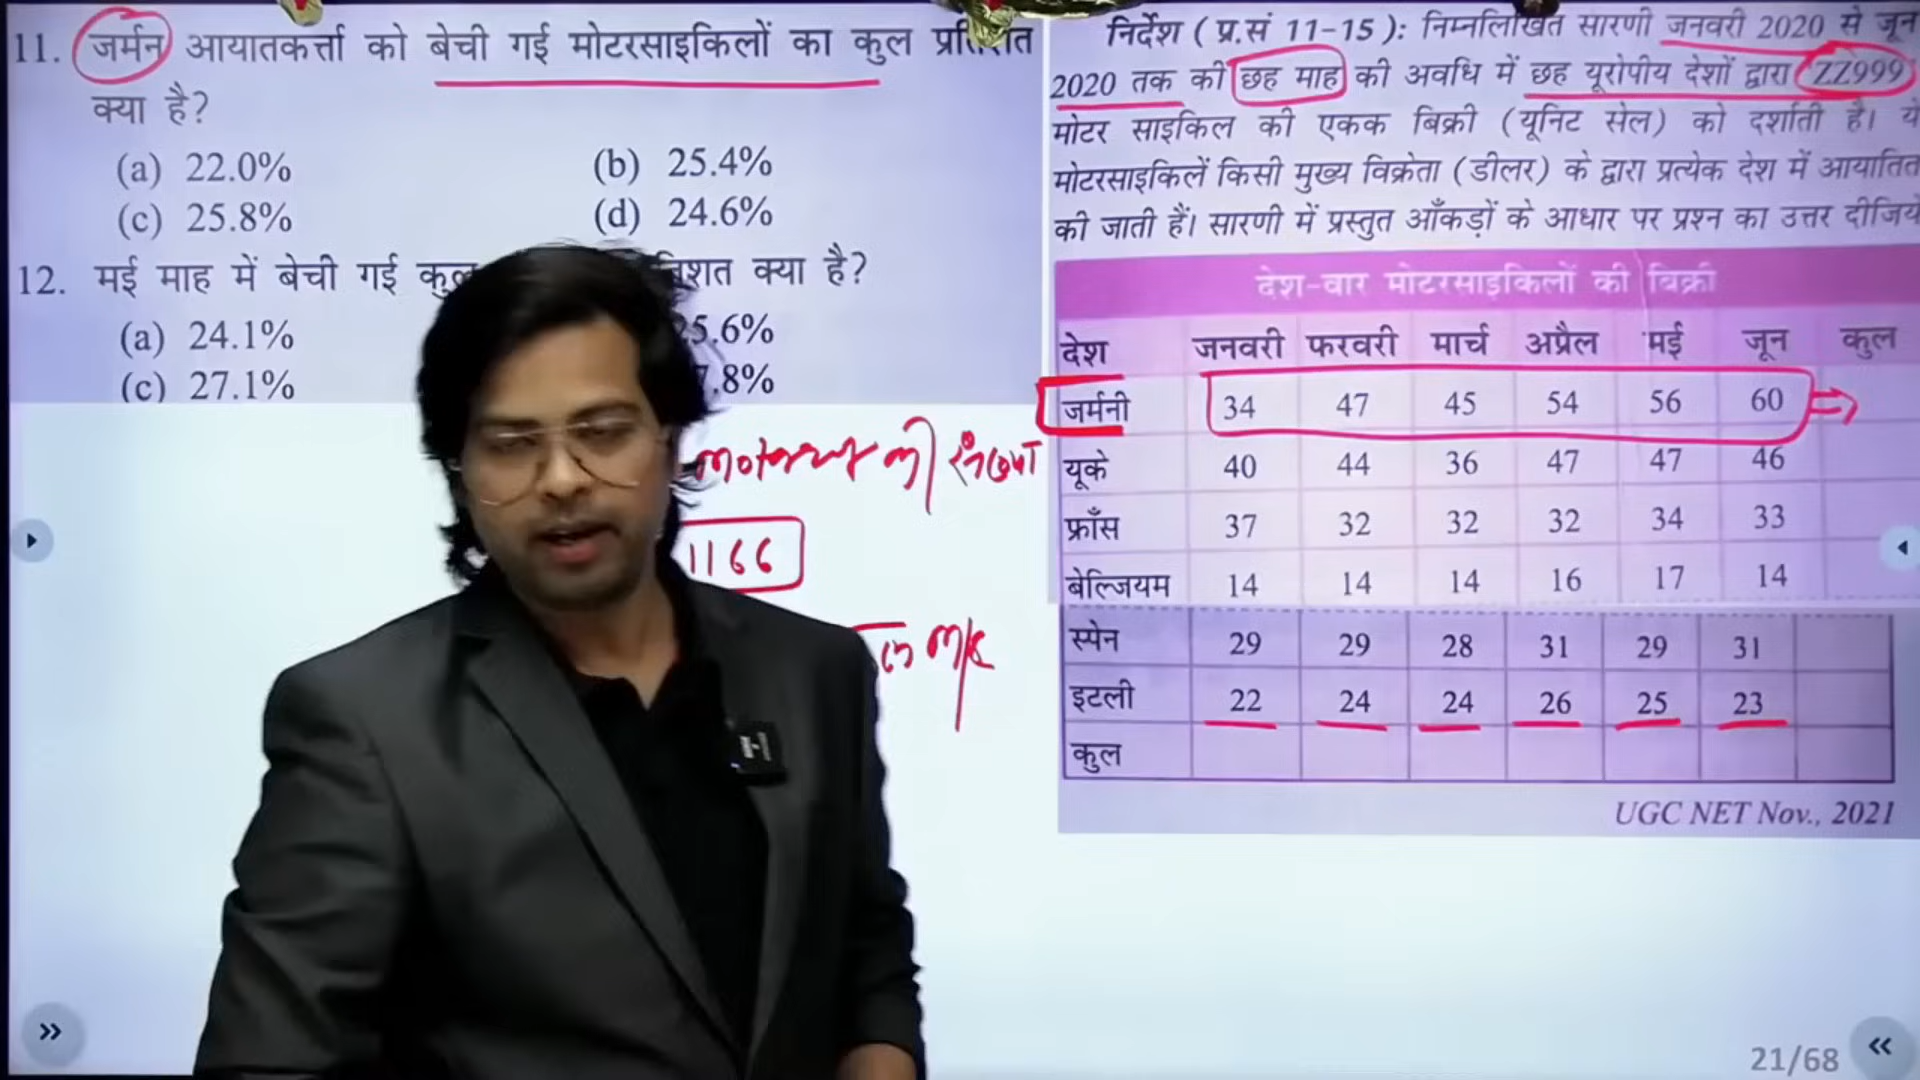 11. जर्मन आयातकर्त्ता को बेची गई मोटरसाइकिलों का कुल प्रतिशत
क्या है?
(a) 22.0% (b) 25.4%
(c) 25.8% (d) 24.6%
12. मई माह में बेची गई क्या है?
(a) 24.1% 5.6%
(c) 27.1% .8%
1166
निर्देश ( प्र.सं 11-15 ): निम्नलिखित सारणी जनवरी 2020 से जून
2020 तक की छह माह की अवधि में छह यूरोपीय देशों द्वारा ZZ999
मोटर साइकिल की एकक बिक्री (यूनिट सेल) को दर्शाती है। ये
मोटरसाइकिलें किसी मुख्य विक्रेता (डीलर) के द्वारा प्रत्येक देश में आयातित
की जाती हैं। सारणी में प्रस्तुत आँकड़ों के आधार पर प्रश्न का उत्तर दीजिये
देश-वार मोटरसाइकिलों की बिक्री
देश जनवरी फरवरी मार्च अप्रैल मई जून कुल
जर्मनी 34 47 45 54 56 60
यूके 40 44 36 47 47 46
फ्राँस 37 32 32 32 34 33
बेल्जियम 14 14 14 16 17 14
स्पेन 29 29 28 31 29 31
इटली 22 24 24 26 25 23
कुल
UGC NET Nov., 2021
21/68